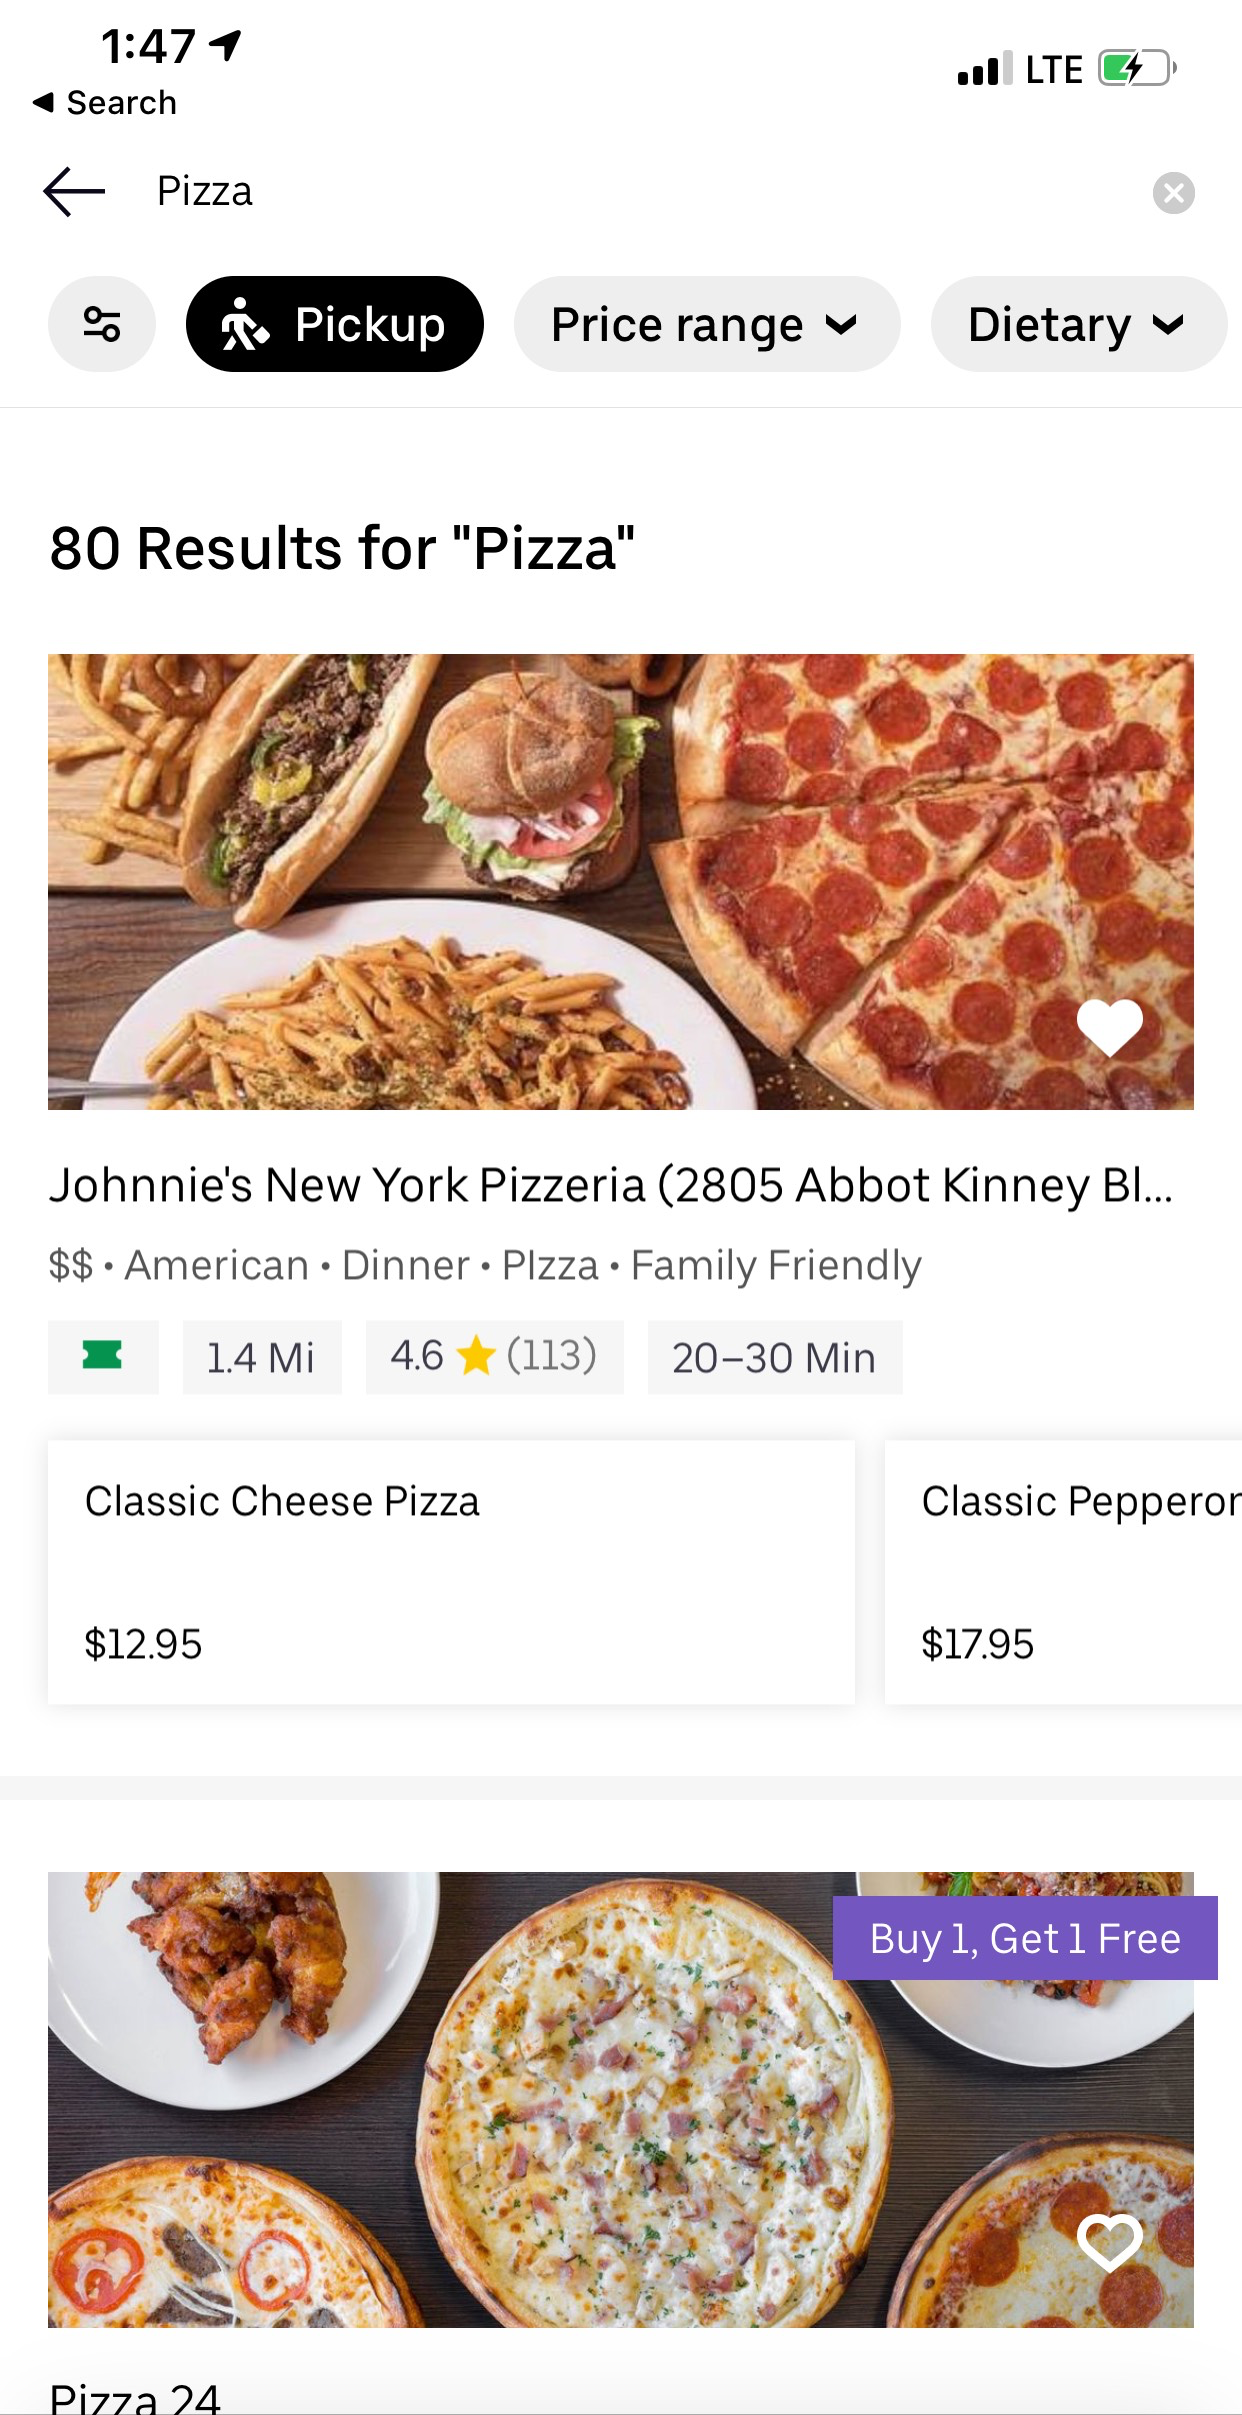 1:47
Search
LTE
Pizza
Pickup
Price range
Dietary
80 Results for "Pizza"
Johnnie's New York Pizzeria (2805 Abbot Kinney Bl...
$$ • American • Dinner • PIzza • Family Friendly
1.4 Mi
4.6 (113)
20–30 Min
Classic Cheese Pizza
$12.95
Classic Pepperor
$17.95
Buy 1, Get 1 Free
Pizza 24